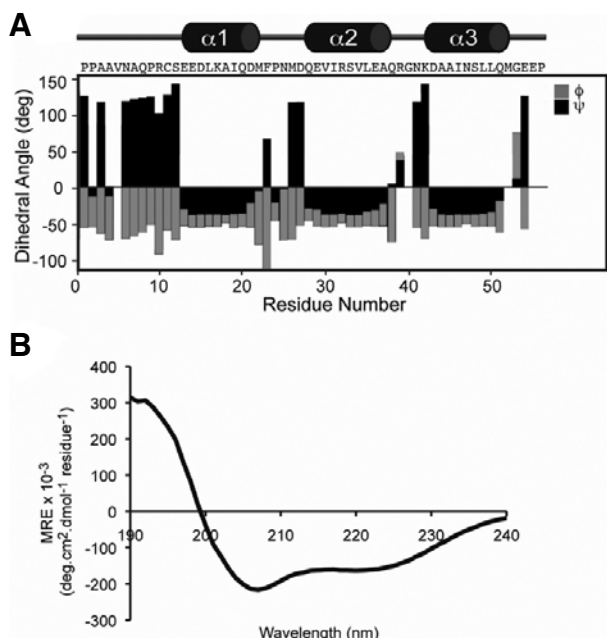 A
α1
α2
α3
PPAAVNAQPRCSEEDLKAIQDMFPNMDQEVIRSVLEAQRGNKDAAINSLLQMGEEP
Dihedral Angle (deg)
150
100
50
0
-50
-100
ϕ
ψ
0 10 20 30 40 50
Residue Number
B
MRE x 10-3
(deg.cm2.dmol-1 residue-1)
400
300
200
100
0
-100
-200
-300
190 200 210 220 230 240
Wavelength (nm)